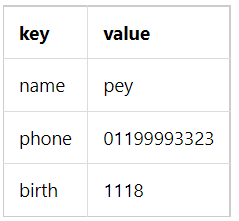 key value
name pey
phone 01199993323
birth 1118